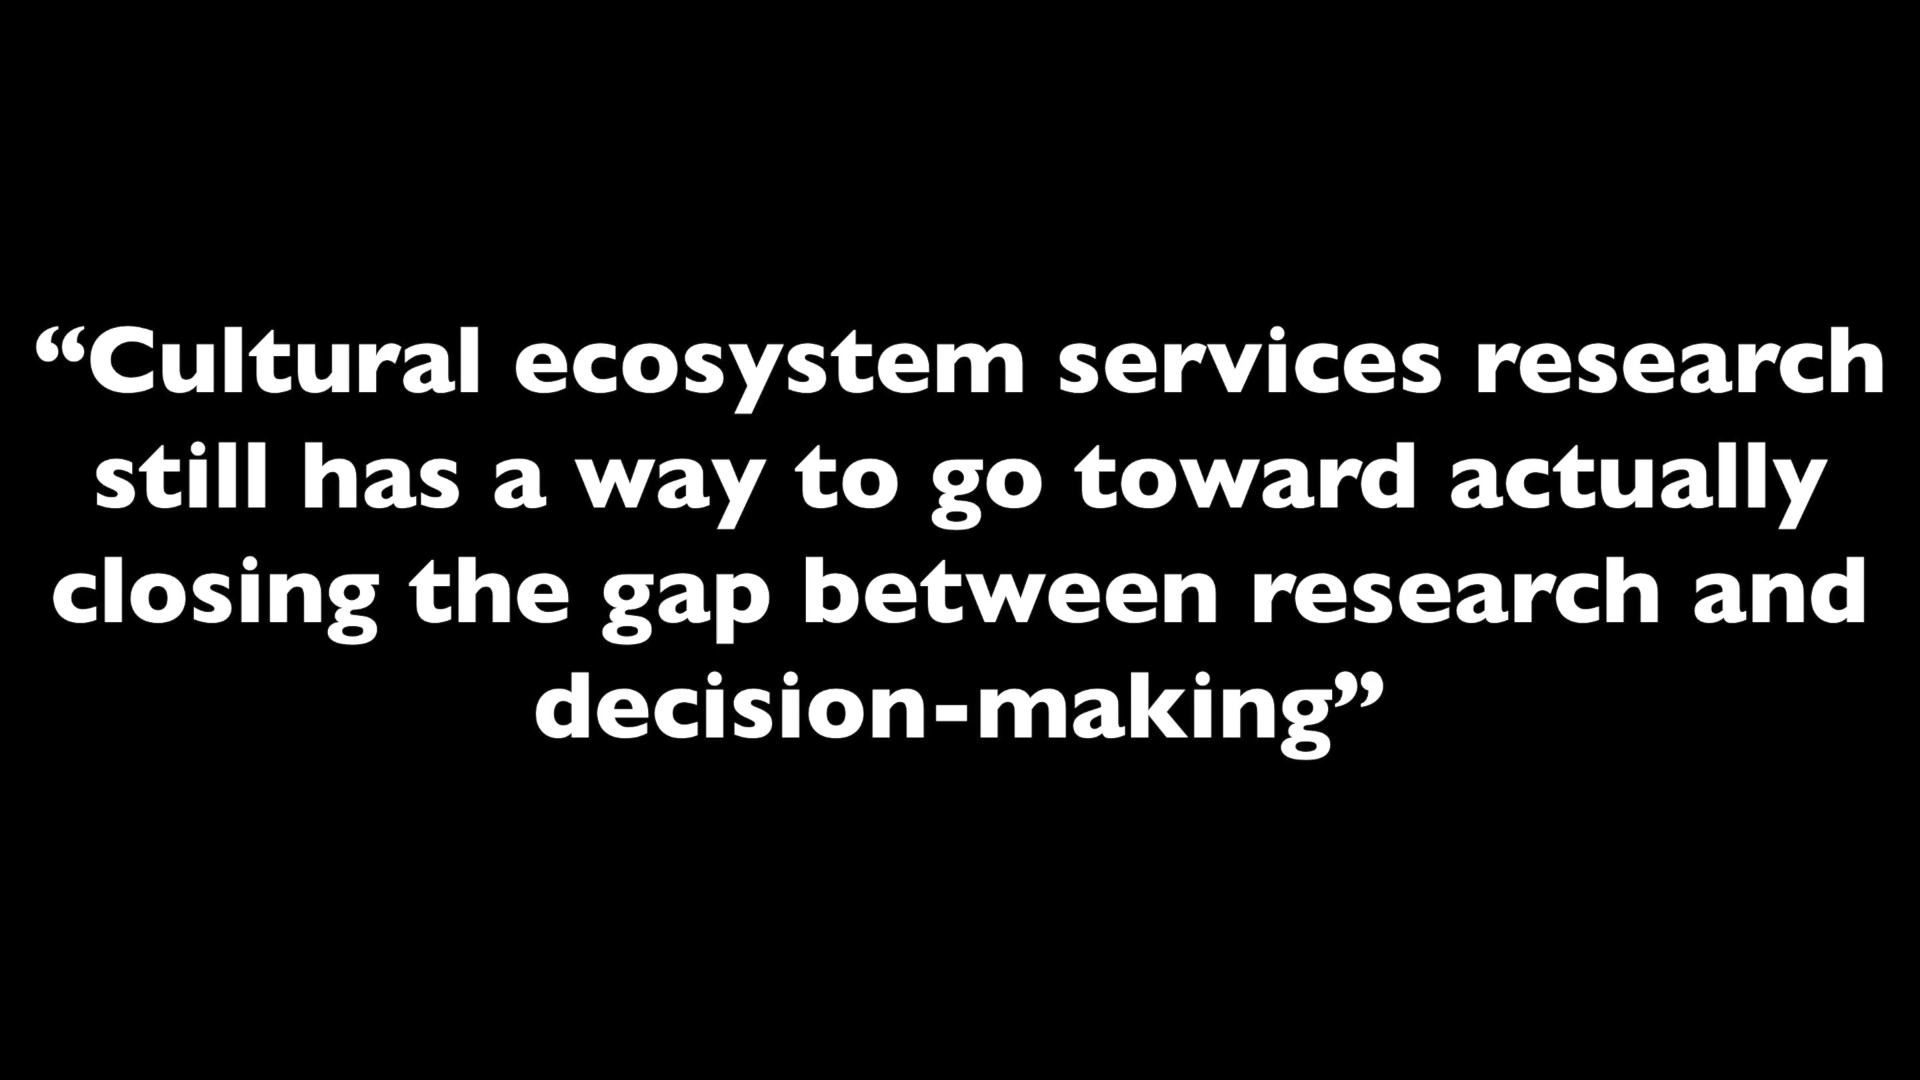 “Cultural ecosystem services research
still has a way to go toward actually
closing the gap between research and
decision-making”